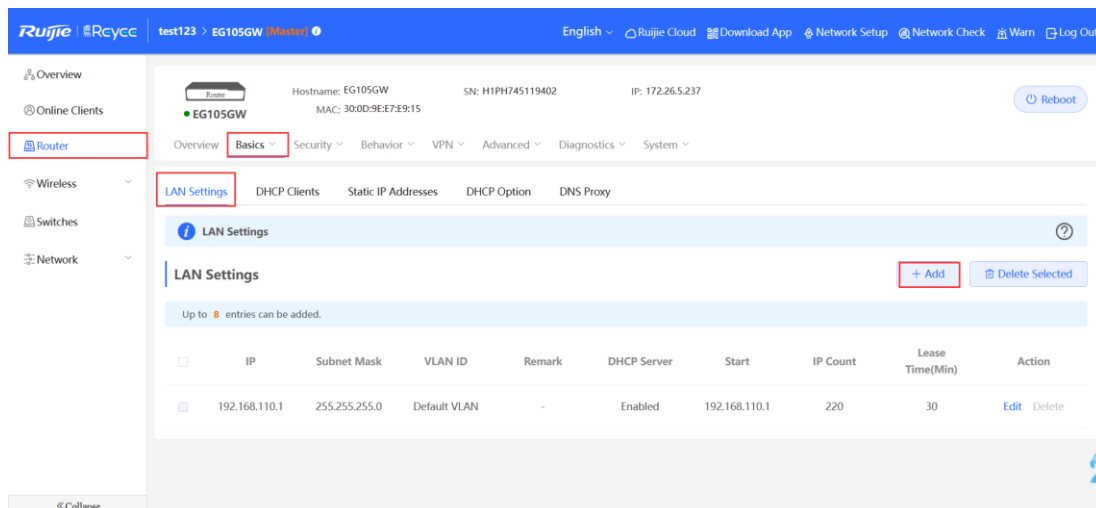 Ruijie | Reyee test123 > EG105GW [Master] English Ruijie Cloud Download App Network Setup Network Check Warn Log Out
Overview
Online Clients
Router
Wireless
Switches
Network
Collapse
Router
EG105GW
Hostname: EG105GW SN: H1PH745119402 IP: 172.26.5.237
MAC: 30:0D:9E:E7:E9:15
Reboot
Overview Basics Security Behavior VPN Advanced Diagnostics System
LAN Settings DHCP Clients Static IP Addresses DHCP Option DNS Proxy
LAN Settings
LAN Settings + Add Delete Selected
Up to 8 entries can be added.
IP Subnet Mask VLAN ID Remark DHCP Server Start IP Count Lease Time(Min) Action
192.168.110.1 255.255.255.0 Default VLAN - Enabled 192.168.110.1 220 30 Edit Delete